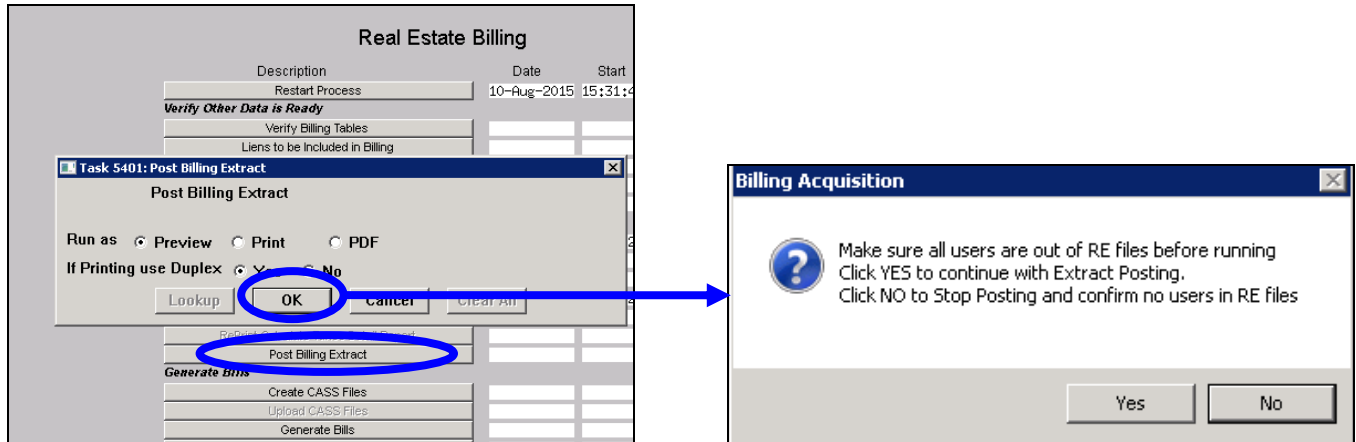 Real Estate Billing
Description Date Start
Restart Process 10-Aug-2015 15:31:4
Verify Other Data is Ready
Verify Billing Tables
Liens to be Included in Billing
Task 5401: Post Billing Extract
Post Billing Extract
Run as Preview Print PDF
If Printing use Duplex Yes No
Lookup OK Cancel Clear All
Post Billing Extract
Generate Bills
Create CASS Files
Upload CASS Files
Generate Bills
Billing Acquisition
Make sure all users are out of RE files before running
Click YES to continue with Extract Posting.
Click NO to Stop Posting and confirm no users in RE files
Yes No